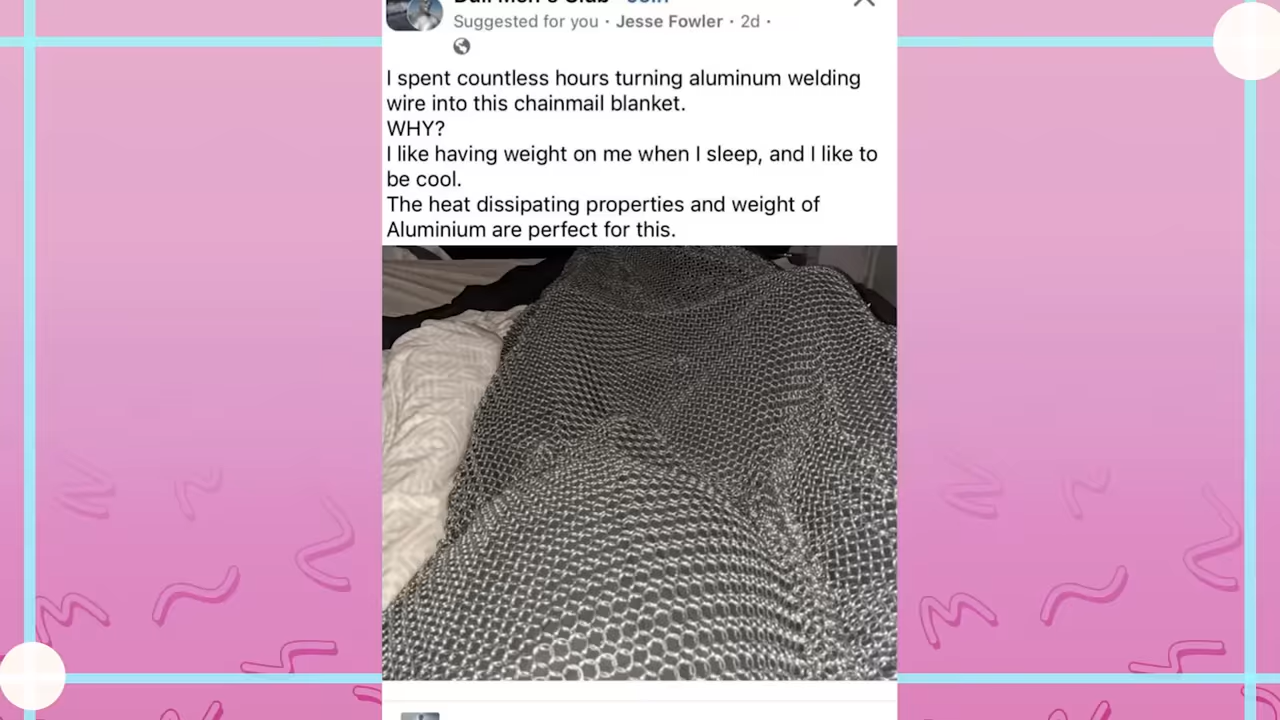 Dull Men's Club · Join
Suggested for you · Jesse Fowler · 2d ·
I spent countless hours turning aluminum welding
wire into this chainmail blanket.
WHY?
I like having weight on me when I sleep, and I like to
be cool.
The heat dissipating properties and weight of
Aluminium are perfect for this.